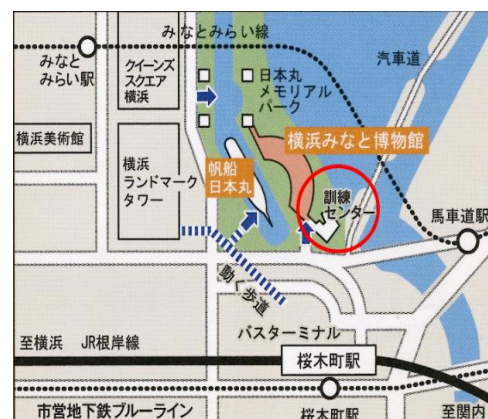 みなとみらい線
みなと
みらい駅
クイーンズ
スクエア
横浜
日本丸
メモリアル
パーク
汽車道
横浜美術館
横浜
ランドマーク
タワー
帆船
日本丸
横浜みなと博物館
訓練
センター
馬車道駅
動く歩道
バスターミナル
至横浜 JR根岸線
桜木町駅
市営地下鉄ブルーライン
桜木町駅
至関内